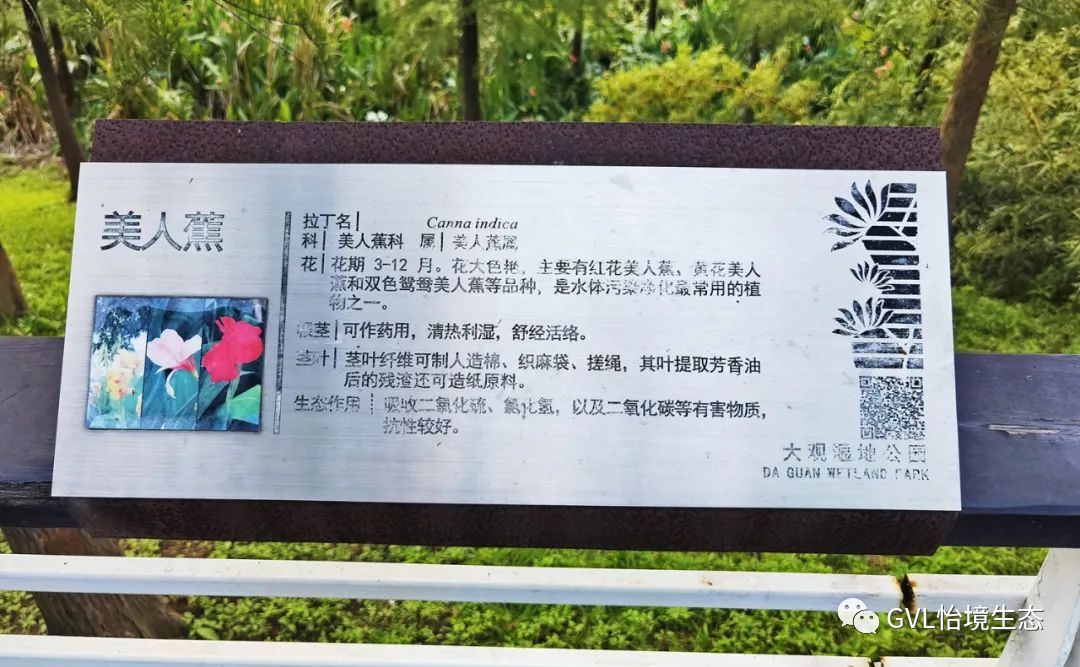 美人蕉
拉丁名 Canna indica
科 美人蕉科 属 美人蕉属
花 花期 3-12 月。花大色艳，主要有红花美人蕉、黄花美人
蕉和双色鸳鸯美人蕉等品种，是水体污染净化最常用的植
物之一。
根茎 可作药用，清热利湿，舒经活络。
茎叶 茎叶纤维可制人造棉、织麻袋、搓绳，其叶提取芳香油
后的残渣还可造纸原料。
生态作用 吸收二氧化硫、氯化氢，以及二氧化碳等有害物质，
抗性较好。
大观湿地公园
DA GUAN WETLAND PARK
GVL怡境生态